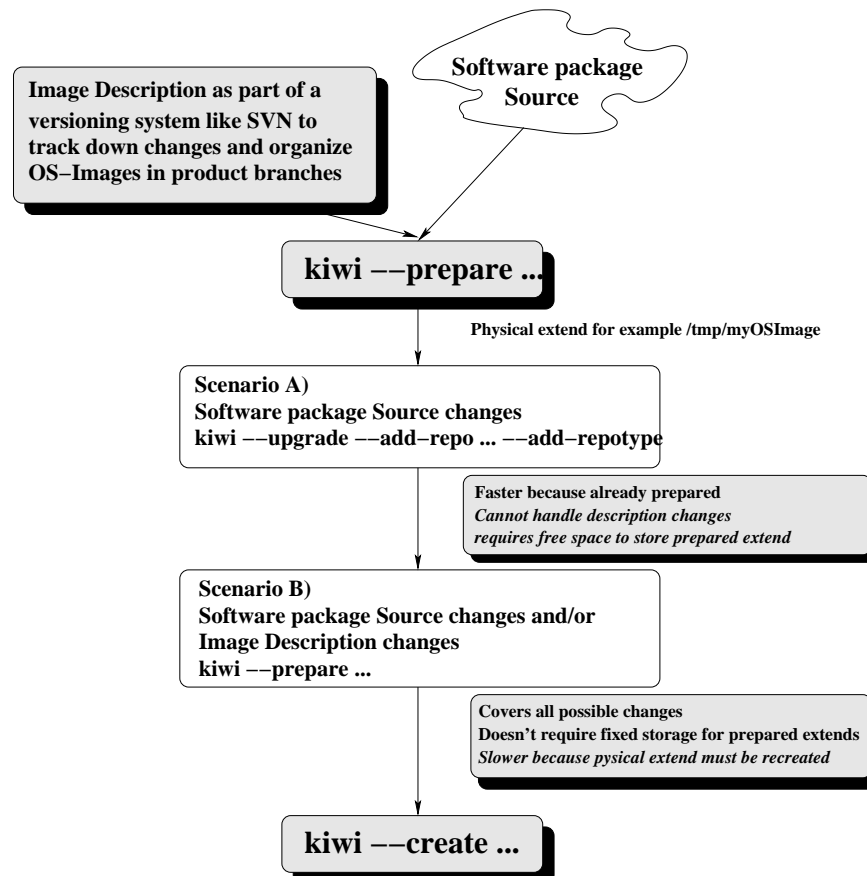 Software package
Source
Image Description as part of a
versioning system like SVN to
track down changes and organize
OS−Images in product branches
kiwi −−prepare ...
Physical extend for example /tmp/myOSImage
Scenario A)
Software package Source changes
kiwi −−upgrade −−add−repo ... −−add−repotype
Faster because already prepared
Cannot handle description changes
requires free space to store prepared extend
Scenario B)
Software package Source changes and/or
Image Description changes
kiwi −−prepare ...
Covers all possible changes
Doesn't require fixed storage for prepared extends
Slower because pysical extend must be recreated
kiwi −−create ...